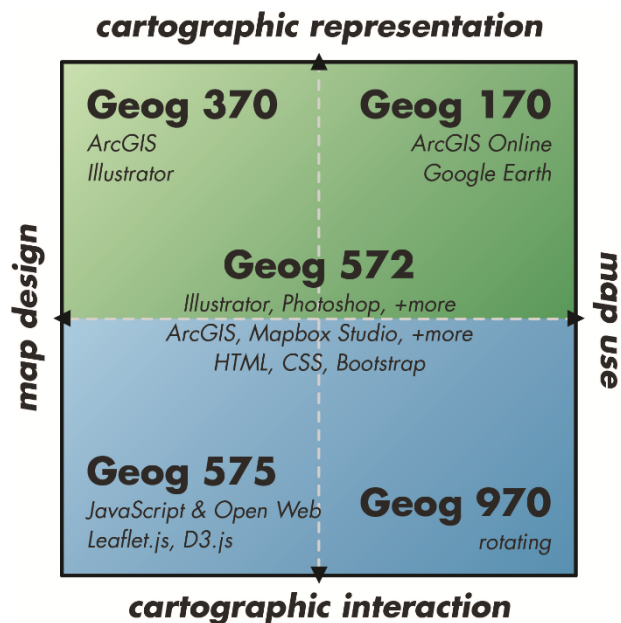 cartographic representation
Geog 370
ArcGIS
Illustrator
Geog 170
ArcGIS Online
Google Earth
map design
Geog 572
Illustrator, Photoshop, +more
ArcGIS, Mapbox Studio, +more
HTML, CSS, Bootstrap
map use
Geog 575
JavaScript & Open Web
Leaflet.js, D3.js
Geog 970
rotating
cartographic interaction